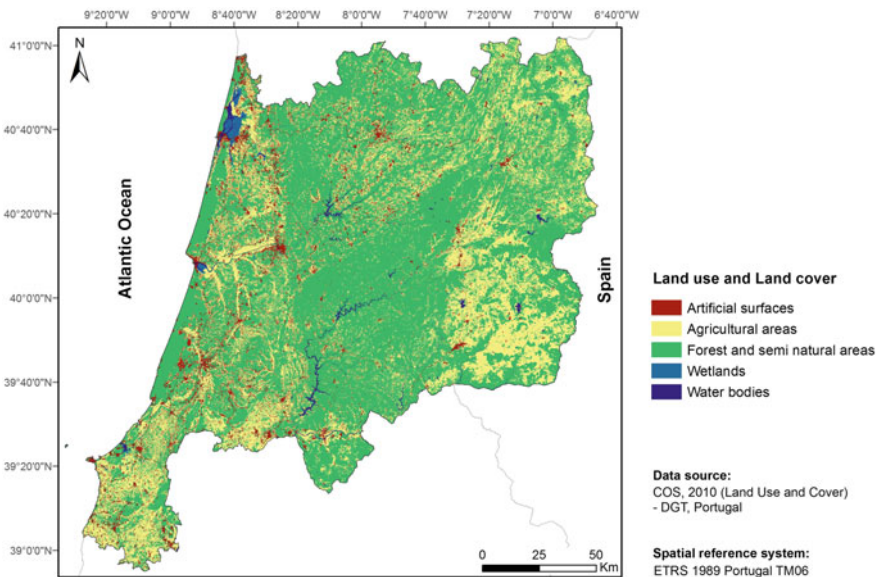 9°20'0"W 9°0'0"W 8°40'0"W 8°20'0"W 8°0'0"W 7°40'0"W 7°20'0"W 7°0'0"W 6°40'0"W
41°0'0"N
N
40°40'0"N
40°20'0"N
40°0'0"N
39°40'0"N
39°20'0"N
39°0'0"N
Atlantic Ocean
Spain
0 25 50
Km
Land use and Land cover
Artificial surfaces
Agricultural areas
Forest and semi natural areas
Wetlands
Water bodies
Data source:
COS, 2010 (Land Use and Cover)
- DGT, Portugal
Spatial reference system:
ETRS 1989 Portugal TM06